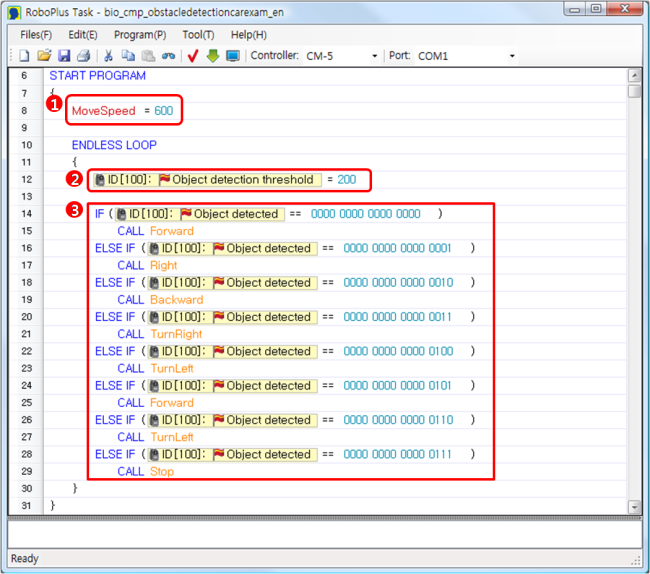 RoboPlus Task - bio_cmp_obstacledetectioncarexam_en
Files(F) Edit(E) Program(P) Tool(T) Help(H)
Controller: CM-5 Port: COM1
6 START PROGRAM
7 {
1
8 MoveSpeed = 600
9
10 ENDLESS LOOP
11 {
2
12 ID[100]: Object detection threshold = 200
13
3
14 IF ( ID[100]: Object detected == 0000 0000 0000 0000 )
15 CALL Forward
16 ELSE IF ( ID[100]: Object detected == 0000 0000 0000 0001 )
17 CALL Right
18 ELSE IF ( ID[100]: Object detected == 0000 0000 0000 0010 )
19 CALL Backward
20 ELSE IF ( ID[100]: Object detected == 0000 0000 0000 0011 )
21 CALL TurnRight
22 ELSE IF ( ID[100]: Object detected == 0000 0000 0000 0100 )
23 CALL TurnLeft
24 ELSE IF ( ID[100]: Object detected == 0000 0000 0000 0101 )
25 CALL Forward
26 ELSE IF ( ID[100]: Object detected == 0000 0000 0000 0110 )
27 CALL TurnLeft
28 ELSE IF ( ID[100]: Object detected == 0000 0000 0000 0111 )
29 CALL Stop
30 }
31 }
Ready